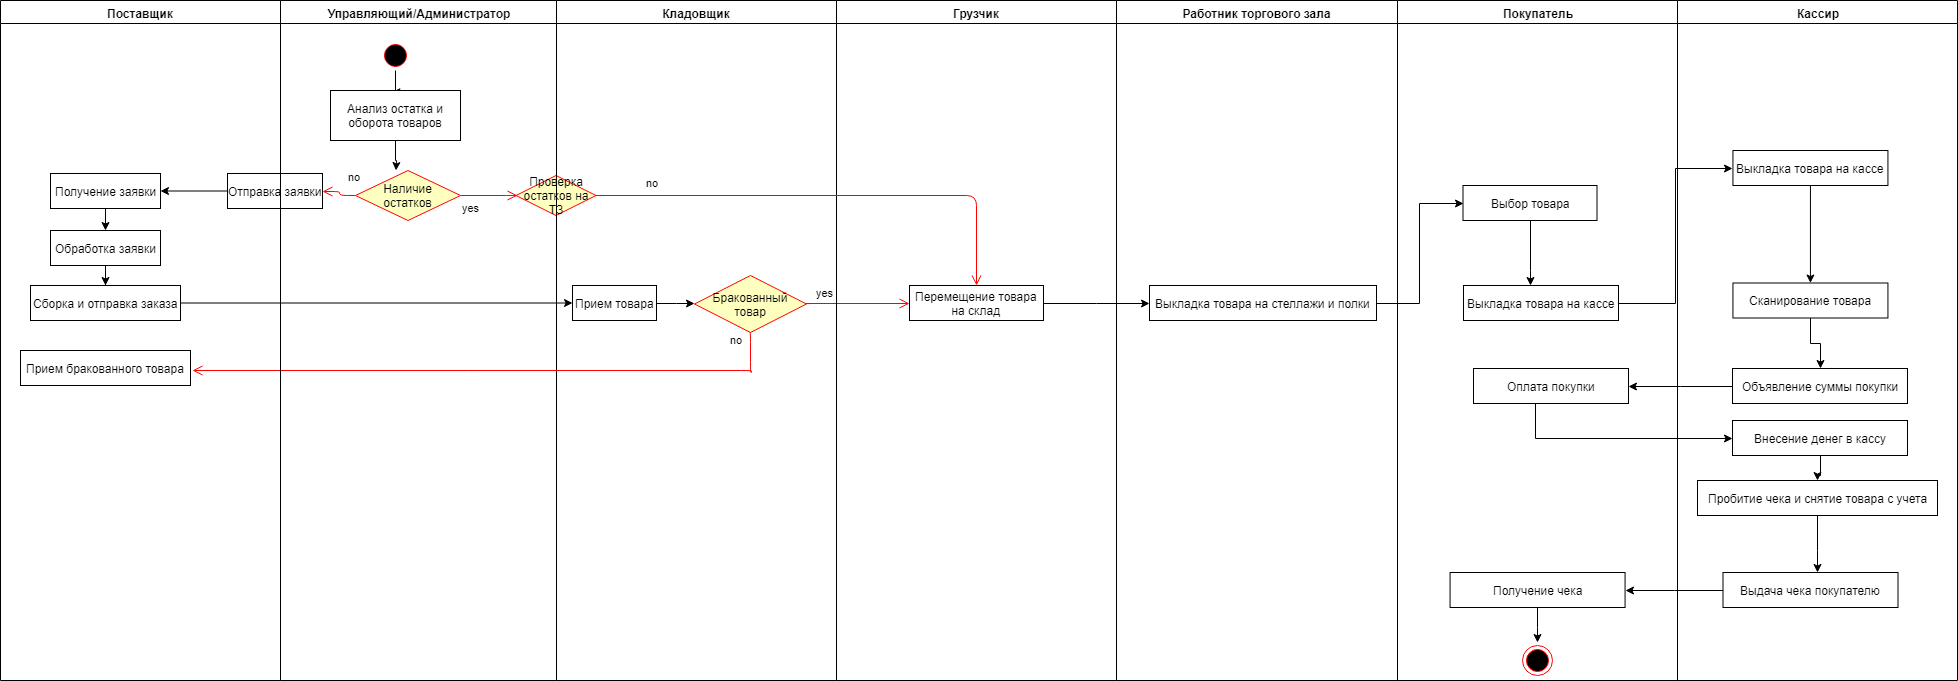 Поставщик
Управляющий/Администратор
Кладовщик
Грузчик
Работник торгового зала
Покупатель
Кассир
Анализ остатка и
оборота товаров
Получение заявки
Отправка заявки
no
Наличие
остатков
yes
Проверка
остатков на
ТЗ
no
Обработка заявки
Сборка и отправка заказа
Прием товара
Бракованный
товар
yes
no
Прием бракованного товара
Перемещение товара
на склад
Выкладка товара на стеллажи и полки
Выбор товара
Выкладка товара на кассе
Выкладка товара на кассе
Сканирование товара
Объявление суммы покупки
Оплата покупки
Внесение денег в кассу
Пробитие чека и снятие товара с учета
Выдача чека покупателю
Получение чека